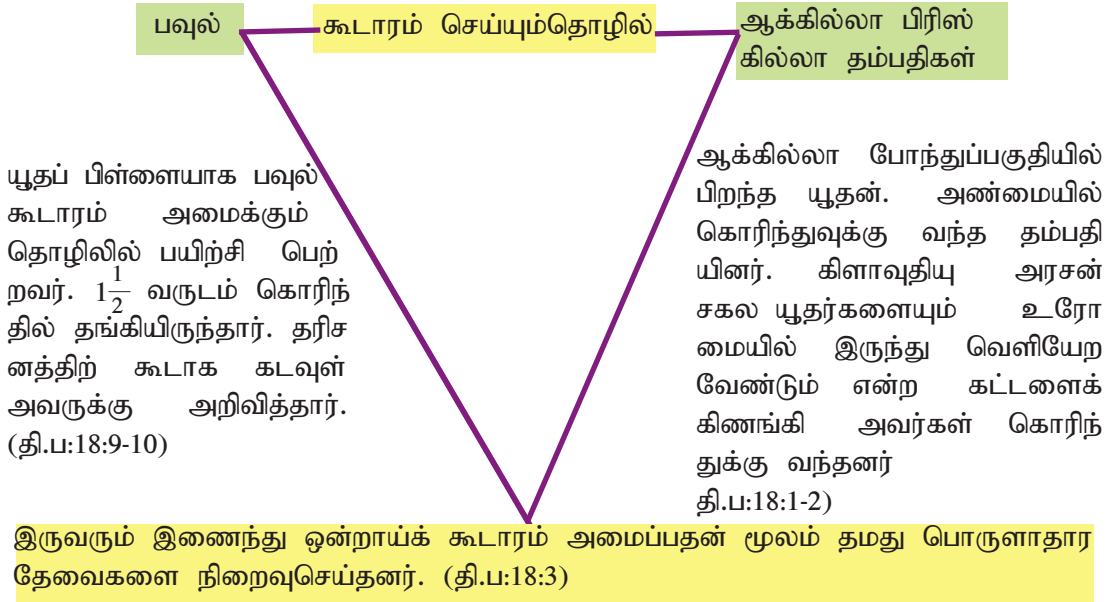 பவுல்
கூடாரம் செய்யும்தொழில்
ஆக்கில்லா பிரிஸ்
கில்லா தம்பதிகள்
யூதப் பிள்ளையாக பவுல்
கூடாரம் அமைக்கும்
தொழிலில் பயிற்சி பெற்
றவர். 1 1/2 வருடம் கொரிந்
தில் தங்கியிருந்தார். தரிச
னத்திற் கூடாக கடவுள்
அவருக்கு அறிவித்தார்.
(தி.ப:18:9-10)
ஆக்கில்லா போந்துப்பகுதியில்
பிறந்த யூதன். அண்மையில்
கொரிந்துவுக்கு வந்த தம்பதி
யினர். கிளாவுதியு அரசன்
சகல யூதர்களையும் உரோ
மையில் இருந்து வெளியேற
வேண்டும் என்ற கட்டளைக்
கிணங்கி அவர்கள் கொரிந்
துக்கு வந்தனர்
தி.ப:18:1-2)
இருவரும் இணைந்து ஒன்றாய்க் கூடாரம் அமைப்பதன் மூலம் தமது பொருளாதார
தேவைகளை நிறைவுசெய்தனர். (தி.ப:18:3)